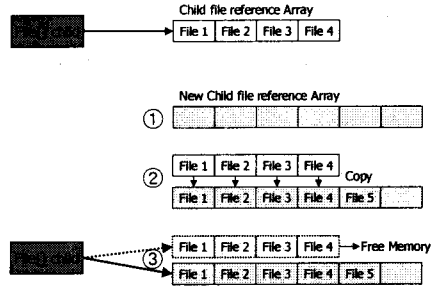 Child file reference Array
File 1 File 2 File 3 File 4
New Child file reference Array
①
②
File 1 File 2 File 3 File 4
Copy
File 1 File 2 File 3 File 4 File 5
③
File 1 File 2 File 3 File 4
Free Memory
File 1 File 2 File 3 File 4 File 5